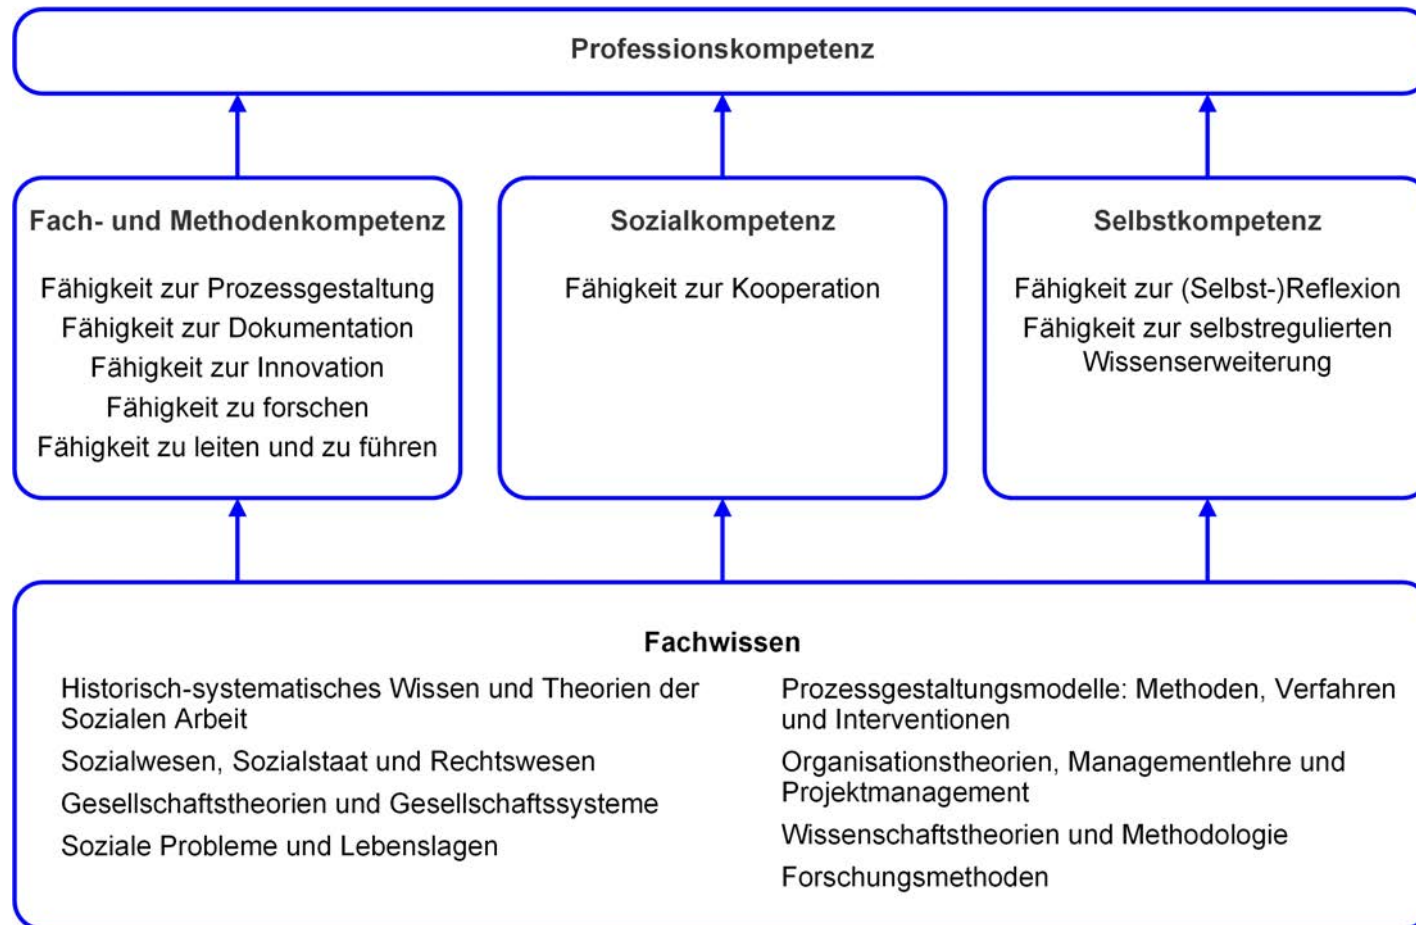 Professionskompetenz
Fach- und Methodenkompetenz
Fähigkeit zur Prozessgestaltung
Fähigkeit zur Dokumentation
Fähigkeit zur Innovation
Fähigkeit zu forschen
Fähigkeit zu leiten und zu führen
Sozialkompetenz
Fähigkeit zur Kooperation
Selbstkompetenz
Fähigkeit zur (Selbst-)Reflexion
Fähigkeit zur selbstregulierten
Wissenserweiterung
Fachwissen
Historisch-systematisches Wissen und Theorien der
Sozialen Arbeit
Sozialwesen, Sozialstaat und Rechtswesen
Gesellschaftstheorien und Gesellschaftssysteme
Soziale Probleme und Lebenslagen
Prozessgestaltungsmodelle: Methoden, Verfahren
und Interventionen
Organisationstheorien, Managementlehre und
Projektmanagement
Wissenschaftstheorien und Methodologie
Forschungsmethoden